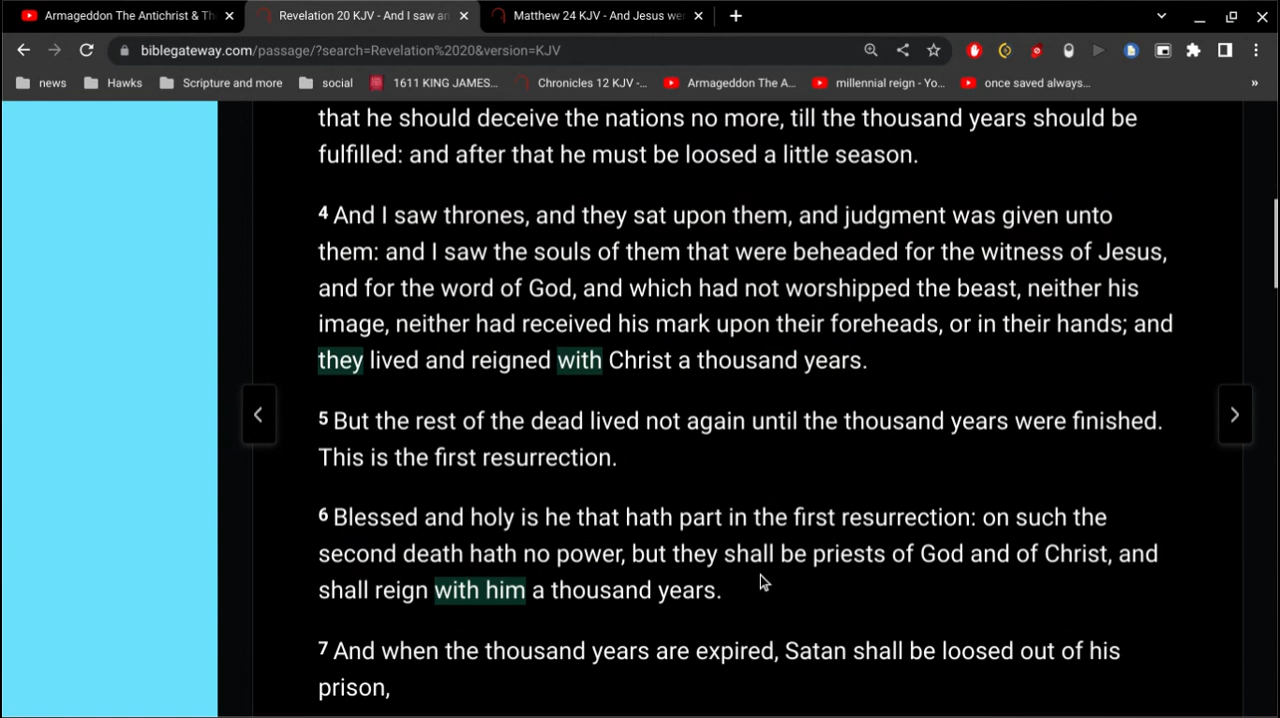 Armageddon The Antichrist & Th
Revelation 20 KJV - And I saw an
Matthew 24 KJV - And Jesus we
biblegateway.com/passage/?search=Revelation%2020&version=KJV
news
Hawks
Scripture and more
social
1611 KING JAMES...
Chronicles 12 KJV -...
Armageddon The A...
millennial reign - Yo...
once saved always...
»
that he should deceive the nations no more, till the thousand years should be
fulfilled: and after that he must be loosed a little season.
4 And I saw thrones, and they sat upon them, and judgment was given unto
them: and I saw the souls of them that were beheaded for the witness of Jesus,
and for the word of God, and which had not worshipped the beast, neither his
image, neither had received his mark upon their foreheads, or in their hands; and
they lived and reigned with Christ a thousand years.
5 But the rest of the dead lived not again until the thousand years were finished.
This is the first resurrection.
6 Blessed and holy is he that hath part in the first resurrection: on such the
second death hath no power, but they shall be priests of God and of Christ, and
shall reign with him a thousand years.
7 And when the thousand years are expired, Satan shall be loosed out of his
prison,